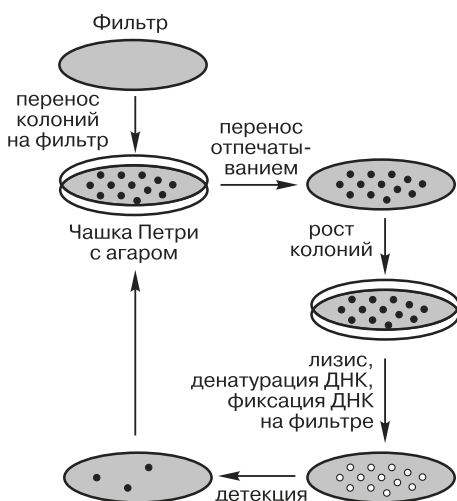 Фильтр
перенос
колоний
на фильтр
перенос
отпечаты-
ванием
Чашка Петри
с агаром
рост
колоний
лизис,
денатурация ДНК,
фиксация ДНК
на фильтре
детекция